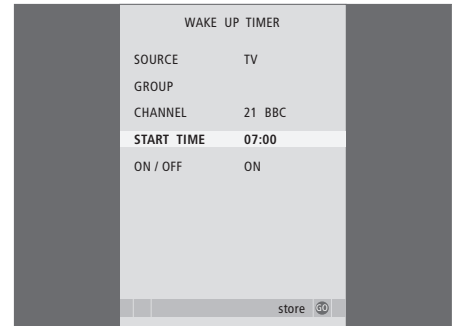 WAKE UP TIMER
SOURCE TV
GROUP
CHANNEL 21 BBC
START TIME 07:00
ON / OFF ON
store GO